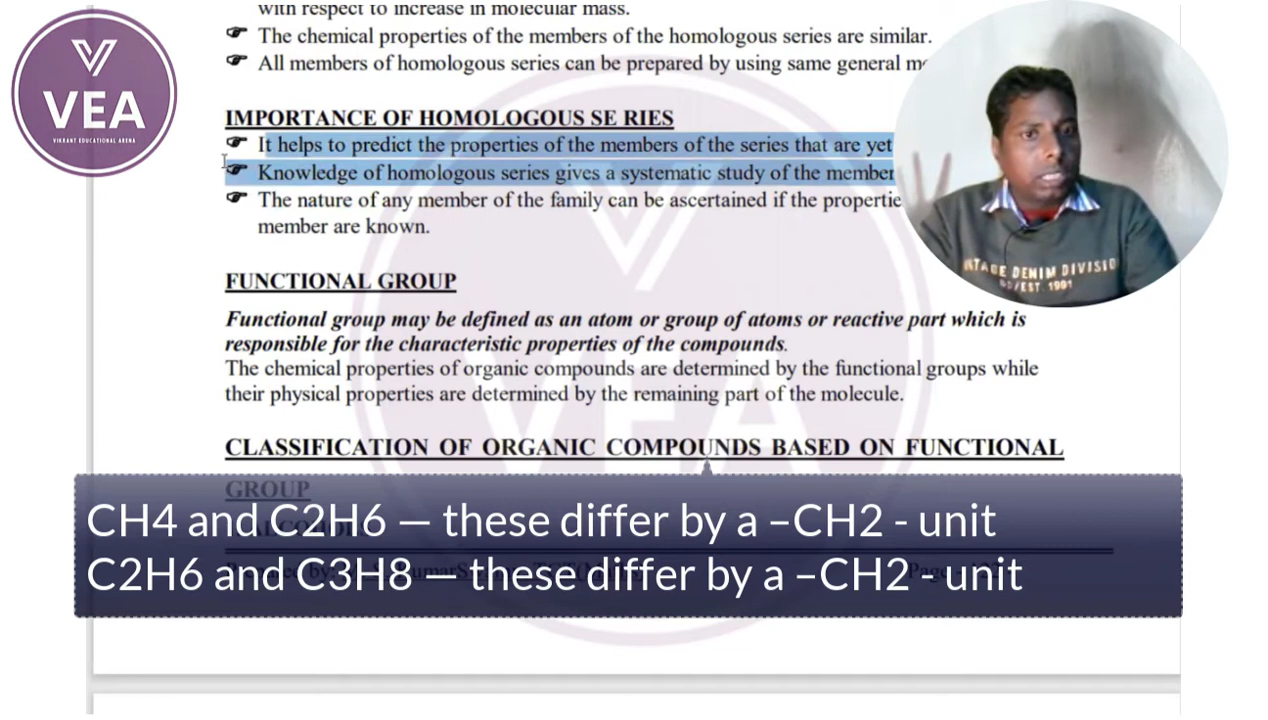 VEA
VIKRANT EDUCATIONAL ARENA
with respect to increase in molecular mass.
☞ The chemical properties of the members of the homologous series are similar.
☞ All members of homologous series can be prepared by using same general
IMPORTANCE OF HOMOLOGOUS SE RIES
☞ It helps to predict the properties of the members of the series that are yet
☞ Knowledge of homologous series gives a systematic study of the member
☞ The nature of any member of the family can be ascertained if the propertie
member are known.
DENIM DIVISIO
EST 1991
FUNCTIONAL GROUP
Functional group may be defined as an atom or group of atoms or reactive part which is
responsible for the characteristic properties of the compounds.
The chemical properties of organic compounds are determined by the functional groups while
their physical properties are determined by the remaining part of the molecule.
CLASSIFICATION OF ORGANIC COMPOUNDS BASED ON FUNCTIONAL
GROUP
CH4 and C2H6 — these differ by a –CH2 - unit
C2H6 and C3H8 — these differ by a –CH2 - unit
VEA